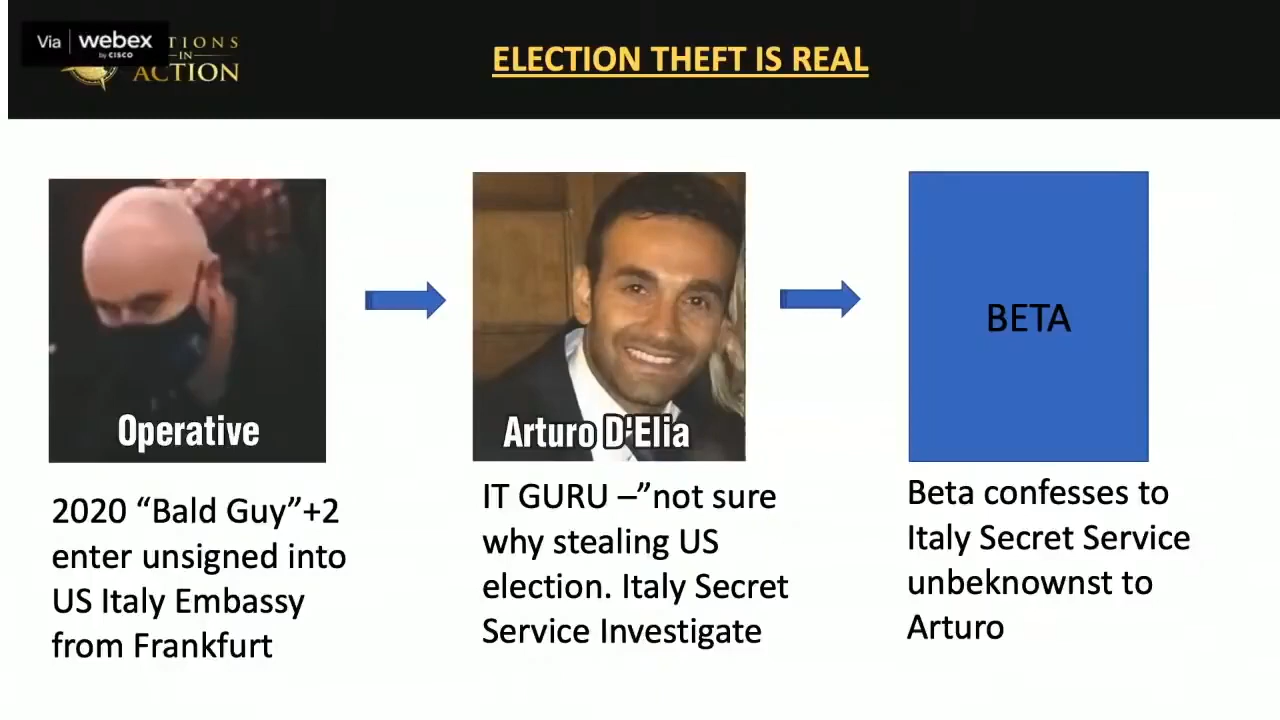 Via webex
by CISCO
TIONS
IN
ACTION
ELECTION THEFT IS REAL
Operative
Arturo D'Elia
BETA
2020 “Bald Guy”+2
enter unsigned into
US Italy Embassy
from Frankfurt
IT GURU –”not sure
why stealing US
election. Italy Secret
Service Investigate
Beta confesses to
Italy Secret Service
unbeknownst to
Arturo